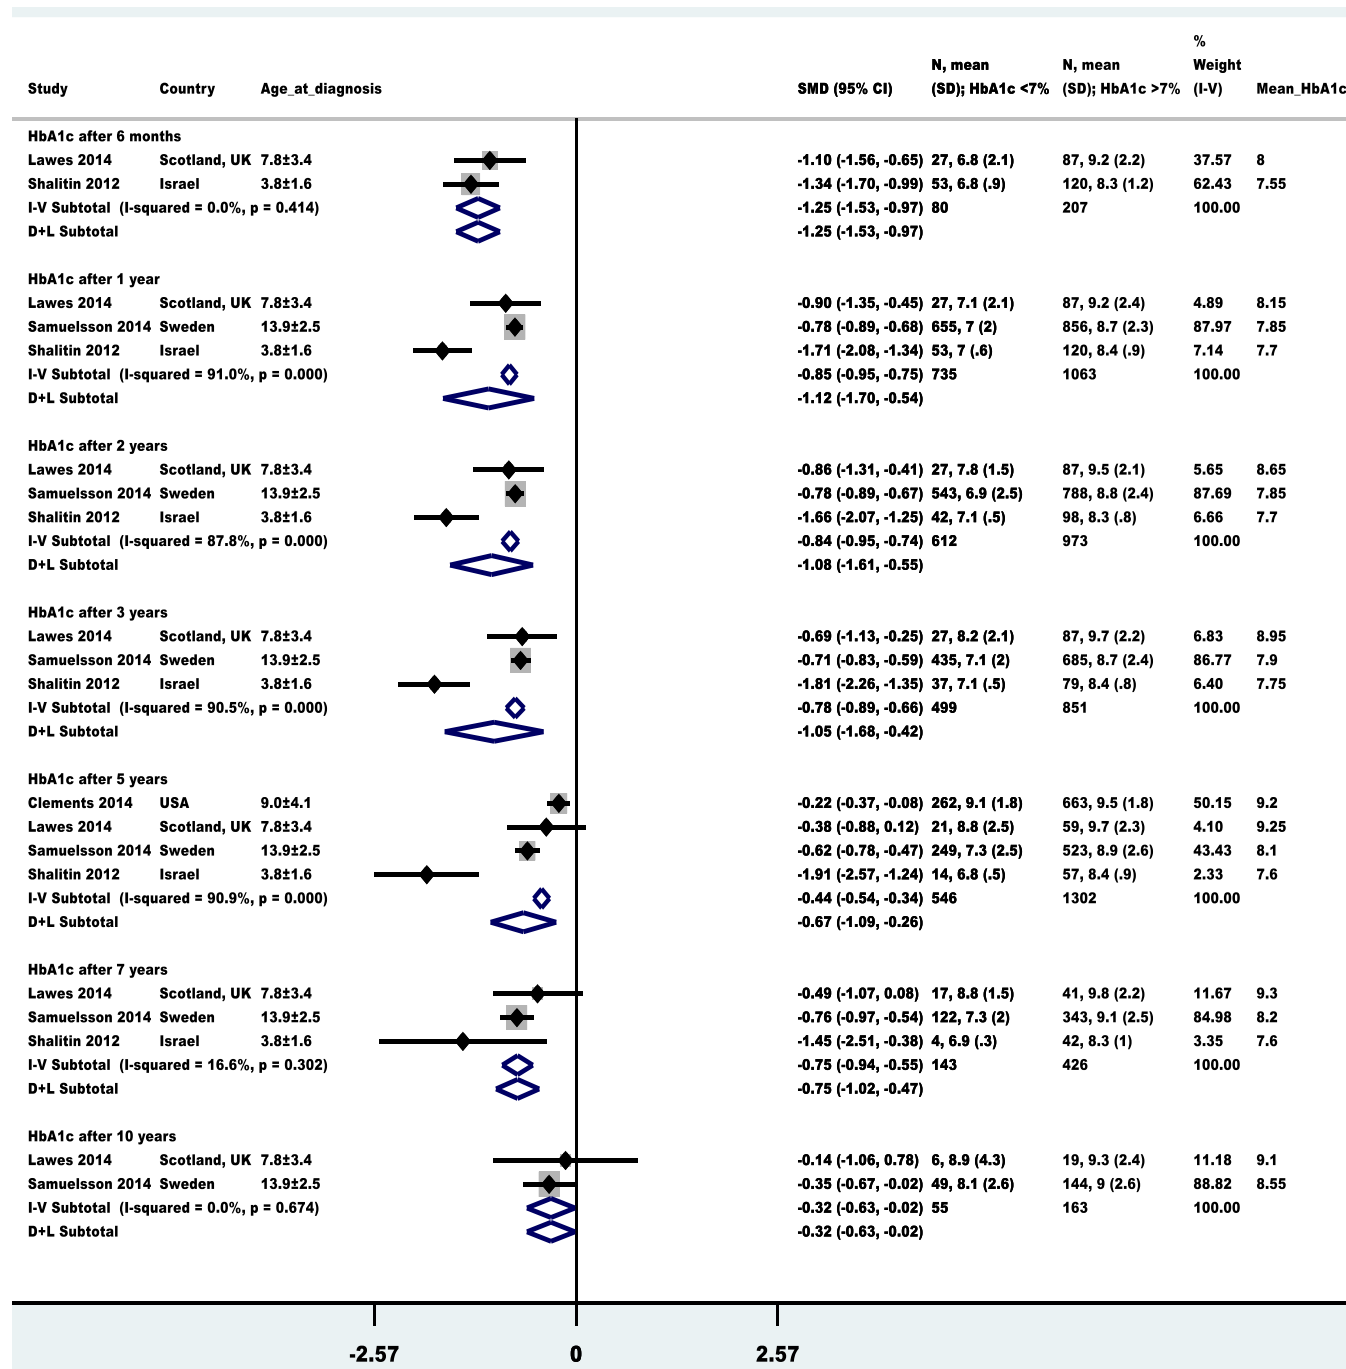 %
N, mean N, mean Weight
Study Country Age_at_diagnosis SMD (95% CI) (SD); HbA1c <7% (SD); HbA1c >7% (I-V) Mean_HbA1c
HbA1c after 6 months
Lawes 2014 Scotland, UK 7.8±3.4 -1.10 (-1.56, -0.65) 27, 6.8 (2.1) 87, 9.2 (2.2) 37.57 8
Shalitin 2012 Israel 3.8±1.6 -1.34 (-1.70, -0.99) 53, 6.8 (.9) 120, 8.3 (1.2) 62.43 7.55
I-V Subtotal (I-squared = 0.0%, p = 0.414) -1.25 (-1.53, -0.97) 80 207 100.00
D+L Subtotal -1.25 (-1.53, -0.97)
HbA1c after 1 year
Lawes 2014 Scotland, UK 7.8±3.4 -0.90 (-1.35, -0.45) 27, 7.1 (2.1) 87, 9.2 (2.4) 4.89 8.15
Samuelsson 2014 Sweden 13.9±2.5 -0.78 (-0.89, -0.68) 655, 7 (2) 856, 8.7 (2.3) 87.97 7.85
Shalitin 2012 Israel 3.8±1.6 -1.71 (-2.08, -1.34) 53, 7 (.6) 120, 8.4 (.9) 7.14 7.7
I-V Subtotal (I-squared = 91.0%, p = 0.000) -0.85 (-0.95, -0.75) 735 1063 100.00
D+L Subtotal -1.12 (-1.70, -0.54)
HbA1c after 2 years
Lawes 2014 Scotland, UK 7.8±3.4 -0.86 (-1.31, -0.41) 27, 7.8 (1.5) 87, 9.5 (2.1) 5.65 8.65
Samuelsson 2014 Sweden 13.9±2.5 -0.78 (-0.89, -0.67) 543, 6.9 (2.5) 788, 8.8 (2.4) 87.69 7.85
Shalitin 2012 Israel 3.8±1.6 -1.66 (-2.07, -1.25) 42, 7.1 (.5) 98, 8.3 (.8) 6.66 7.7
I-V Subtotal (I-squared = 87.8%, p = 0.000) -0.84 (-0.95, -0.74) 612 973 100.00
D+L Subtotal -1.08 (-1.61, -0.55)
HbA1c after 3 years
Lawes 2014 Scotland, UK 7.8±3.4 -0.69 (-1.13, -0.25) 27, 8.2 (2.1) 87, 9.7 (2.2) 6.83 8.95
Samuelsson 2014 Sweden 13.9±2.5 -0.71 (-0.83, -0.59) 435, 7.1 (2) 685, 8.7 (2.4) 86.77 7.9
Shalitin 2012 Israel 3.8±1.6 -1.81 (-2.26, -1.35) 37, 7.1 (.5) 79, 8.4 (.8) 6.40 7.75
I-V Subtotal (I-squared = 90.5%, p = 0.000) -0.78 (-0.89, -0.66) 499 851 100.00
D+L Subtotal -1.05 (-1.68, -0.42)
HbA1c after 5 years
Clements 2014 USA 9.0±4.1 -0.22 (-0.37, -0.08) 262, 9.1 (1.8) 663, 9.5 (1.8) 50.15 9.2
Lawes 2014 Scotland, UK 7.8±3.4 -0.38 (-0.88, 0.12) 21, 8.8 (2.5) 59, 9.7 (2.3) 4.10 9.25
Samuelsson 2014 Sweden 13.9±2.5 -0.62 (-0.78, -0.47) 249, 7.3 (2.5) 523, 8.9 (2.6) 43.43 8.1
Shalitin 2012 Israel 3.8±1.6 -1.91 (-2.57, -1.24) 14, 6.8 (.5) 57, 8.4 (.9) 2.33 7.6
I-V Subtotal (I-squared = 90.9%, p = 0.000) -0.44 (-0.54, -0.34) 546 1302 100.00
D+L Subtotal -0.67 (-1.09, -0.26)
HbA1c after 7 years
Lawes 2014 Scotland, UK 7.8±3.4 -0.49 (-1.07, 0.08) 17, 8.8 (1.5) 41, 9.8 (2.2) 11.67 9.3
Samuelsson 2014 Sweden 13.9±2.5 -0.76 (-0.97, -0.54) 122, 7.3 (2) 343, 9.1 (2.5) 84.98 8.2
Shalitin 2012 Israel 3.8±1.6 -1.45 (-2.51, -0.38) 4, 6.9 (.3) 42, 8.3 (1) 3.35 7.6
I-V Subtotal (I-squared = 16.6%, p = 0.302) -0.75 (-0.94, -0.55) 143 426 100.00
D+L Subtotal -0.75 (-1.02, -0.47)
HbA1c after 10 years
Lawes 2014 Scotland, UK 7.8±3.4 -0.14 (-1.06, 0.78) 6, 8.9 (4.3) 19, 9.3 (2.4) 11.18 9.1
Samuelsson 2014 Sweden 13.9±2.5 -0.35 (-0.67, -0.02) 49, 8.1 (2.6) 144, 9 (2.6) 88.82 8.55
I-V Subtotal (I-squared = 0.0%, p = 0.674) -0.32 (-0.63, -0.02) 55 163 100.00
D+L Subtotal -0.32 (-0.63, -0.02)
-2.57 0 2.57